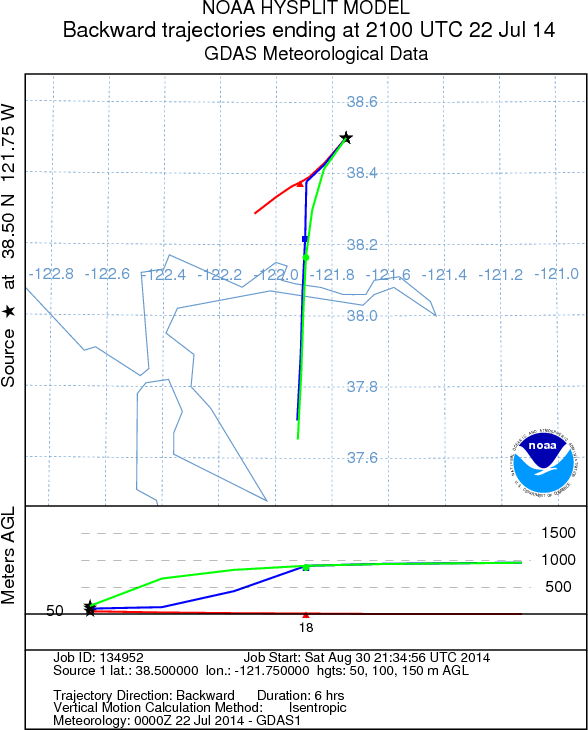 NOAA HYSPLIT MODEL
Backward trajectories ending at 2100 UTC 22 Jul 14
GDAS Meteorological Data
Source ★ at 38.50 N 121.75 W
38.6
38.4
38.2
-122.8 -122.6 -122.4 -122.2 -122.0 -121.8 -121.6 -121.4 -121.2 -121.0
38.0
37.8
37.6
noaa
Meters AGL
1500
1000
500
50
18
Job ID: 134952 Job Start: Sat Aug 30 21:34:56 UTC 2014
Source 1 lat.: 38.500000 lon.: -121.750000 hgts: 50, 100, 150 m AGL
Trajectory Direction: Backward Duration: 6 hrs
Vertical Motion Calculation Method: Isentropic
Meteorology: 0000Z 22 Jul 2014 - GDAS1